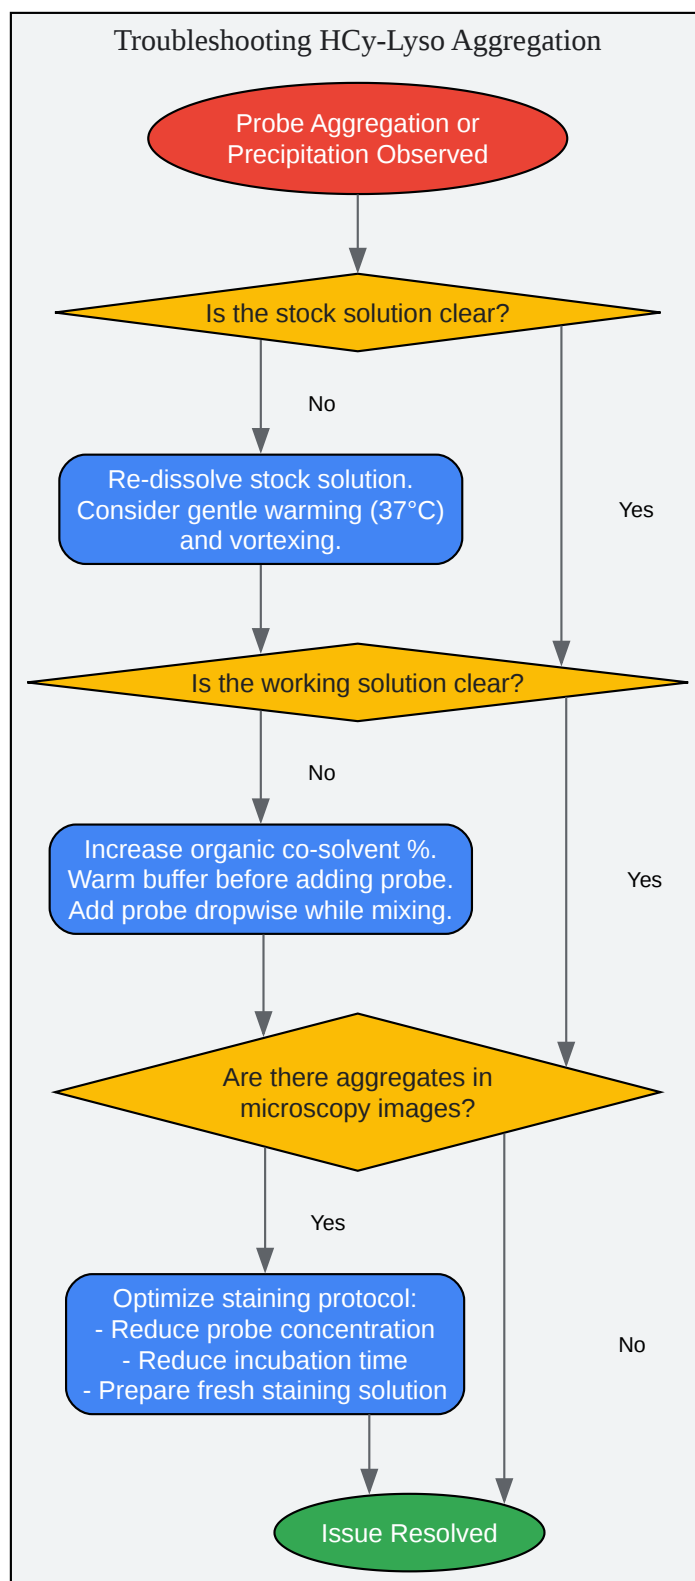 Troubleshooting HCy-Lyso Aggregation
Probe Aggregation or
Precipitation Observed
Is the stock solution clear?
No
Re-dissolve stock solution.
Consider gentle warming (37°C)
and vortexing.
Yes
Is the working solution clear?
No
Increase organic co-solvent %.
Warm buffer before adding probe.
Add probe dropwise while mixing.
Yes
Are there aggregates in
microscopy images?
Yes
Optimize staining protocol:
- Reduce probe concentration
- Reduce incubation time
- Prepare fresh staining solution
No
Issue Resolved